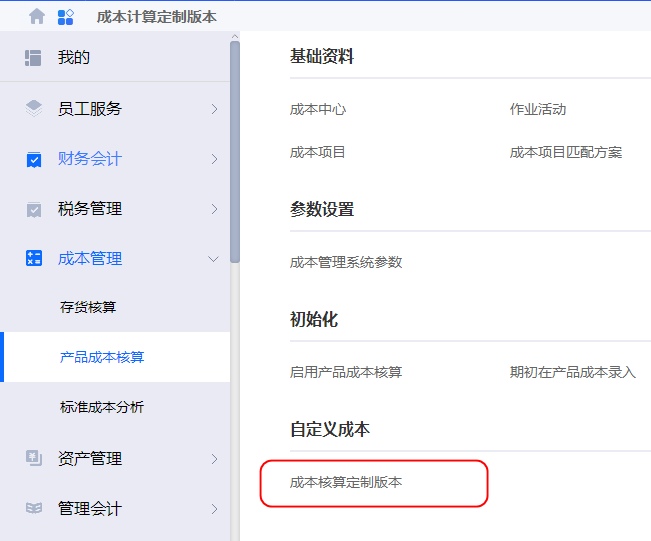 成本计算定制版本
我的
员工服务
财务会计
税务管理
成本管理
存货核算
产品成本核算
标准成本分析
资产管理
管理会计
基础资料
成本中心 作业活动
成本项目 成本项目匹配方案
参数设置
成本管理系统参数
初始化
启用产品成本核算 期初在产品成本录入
自定义成本
成本核算定制版本